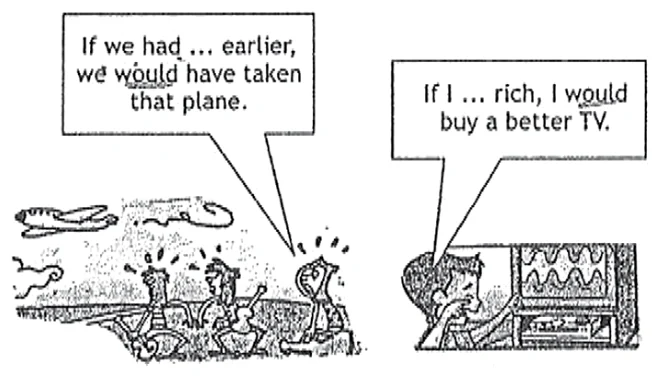 If we had ... earlier,
we would have taken
that plane.
If I ... rich, I would
buy a better TV.